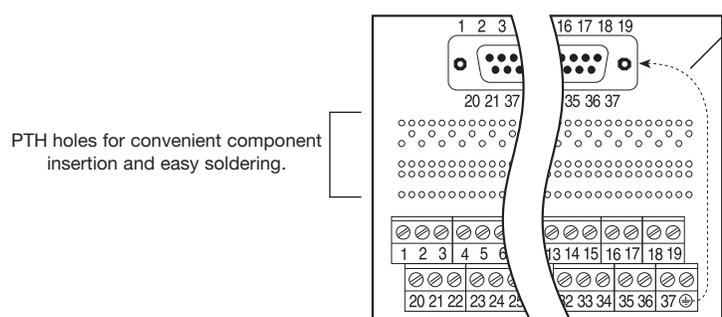 1 2 3 16 17 18 19
20 21 37 35 36 37
PTH holes for convenient component
insertion and easy soldering.
1 2 3 4 5 6 13 14 15 16 17 18 19
20 21 22 23 24 25 32 33 34 35 36 37